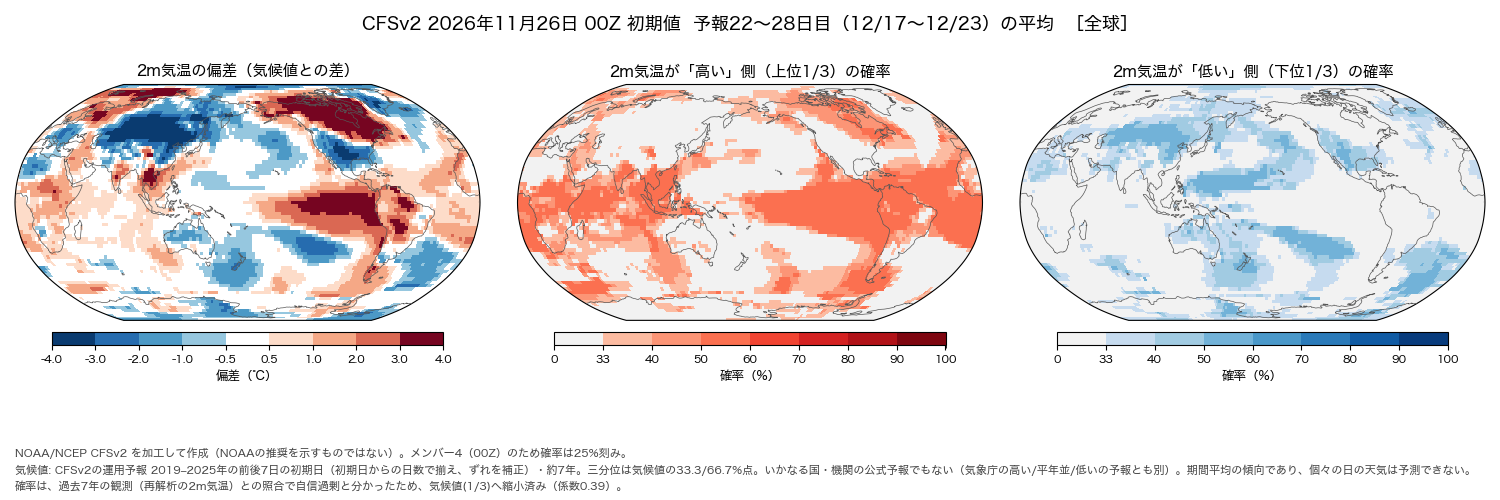 CFSv2 2026年11月26日 00Z 初期値 予報22～28日目（12/17～12/23）の平均 ［全球］
2m気温の偏差（気候値との差）
2m気温が「高い」側（上位1/3）の確率
2m気温が「低い」側（下位1/3）の確率
-4.0 -3.0 -2.0 -1.0 -0.5 0.5 1.0 2.0 3.0 4.0
偏差（℃）
0 33 40 50 60 70 80 90 100
確率（%）
0 33 40 50 60 70 80 90 100
確率（%）
NOAA/NCEP CFSv2 を加工して作成（NOAAの推奨を示すものではない）。メンバー4（00Z）のため確率は25%刻み。
気候値: CFSv2の運用予報 2019–2025年の前後7日の初期日（初期日からの日数で揃え、ずれを補正）・約7年。三分位は気候値の33.3/66.7%点。いかなる国・機関の公式予報でもない（気象庁の高い/平年並/低いの予報とも別）。期間平均の傾向であり、個々の日の天気は予測できない。
確率は、過去7年の観測（再解析の2m気温）との照合で自信過剰と分かったため、気候値(1/3)へ縮小済み（係数0.39）。